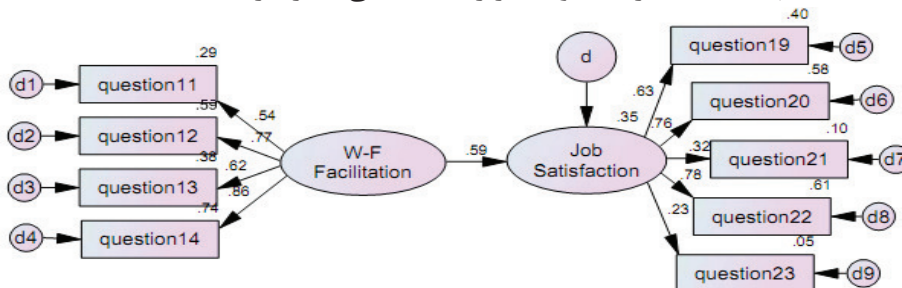 .40
question19
d5
.29
d
.58
d1
question11
.63
question20
d6
.59
.54
.35
.76
.10
d2
question12
.77
W-F
Facilitation
.59
Job
Satisfaction
.32
question21
d7
.38
.62
.78
.61
d3
question13
.86
.23
question22
d8
.74
d4
question14
.05
question23
d9